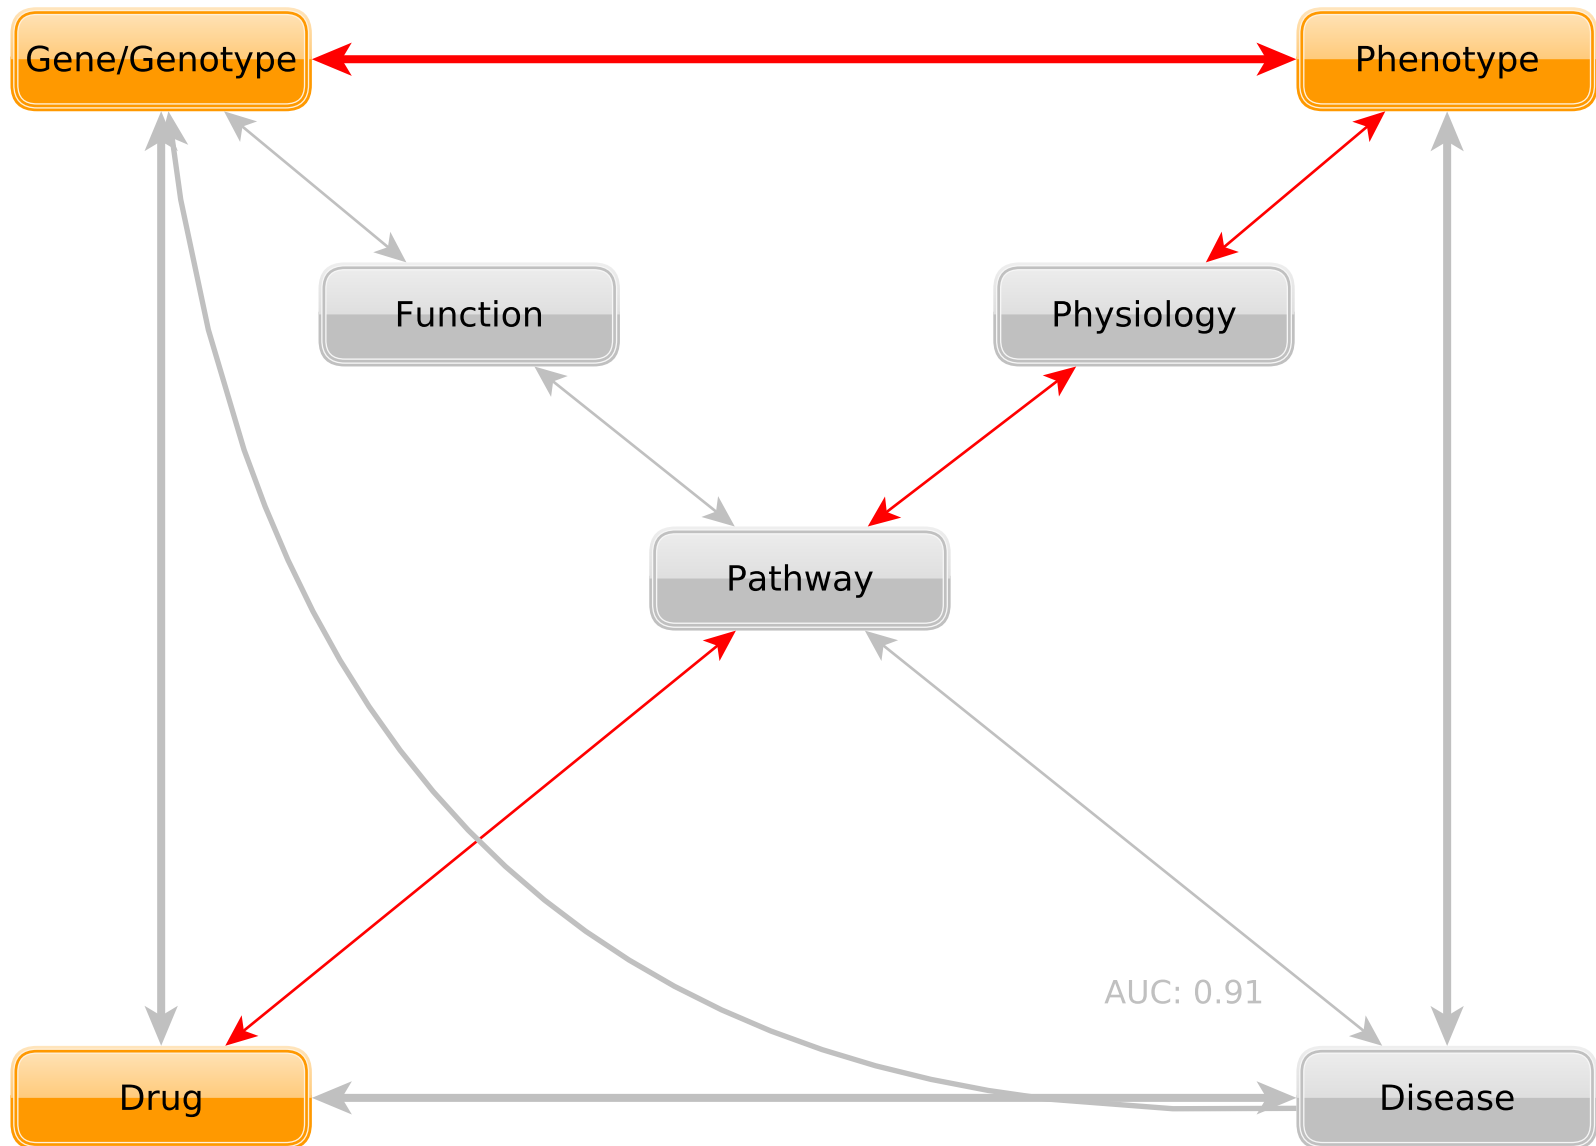 Gene/Genotype
Phenotype
Function
Physiology
Pathway
AUC: 0.91
Drug
Disease